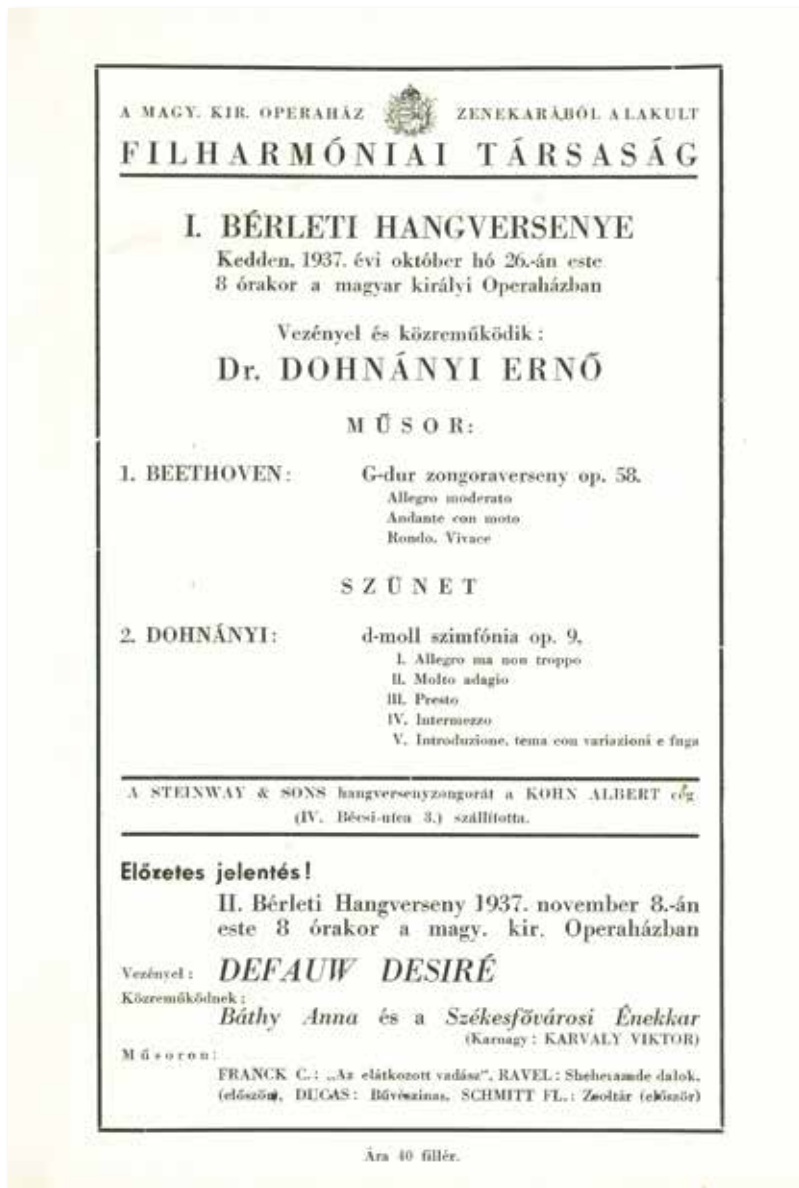 A MAGY. KIR. OPERAHÁZ ZENEKARÁBÓL ALAKULT
FILHARMÓNIAI TÁRSASÁG
I. BÉRLETI HANGVERSENYE
Kedden, 1937. évi október hó 26.-án este
8 órakor a magyar királyi Operaházban
Vezényel és közreműködik:
Dr. DOHNÁNYI ERNŐ
MŰSOR:
1. BEETHOVEN: G-dur zongoraverseny op. 58.
Allegro moderato
Andante con moto
Rondo. Vivace
SZÜNET
2. DOHNÁNYI: d-moll szimfónia op. 9.
I. Allegro ma non troppo
II. Molto adagio
III. Presto
IV. Intermezzo
V. Introduzione, tema con variazioni e fuga
A STEINWAY & SONS hangversenyzongorát a KOHN ALBERT cég
(IV. Bécsi-utca 3.) szállította.
Előzetes jelentés!
II. Bérleti Hangverseny 1937. november 8.-án
este 8 órakor a magy. kir. Operaházban
Vezényel: DEFAUW DESIRÉ
Közreműködnek:
Báthy Anna és a Székesfővárosi Énekkar
(Karnagy: KARVALY VIKTOR)
Műsoron:
FRANCK C.: „Az elátkozott vadász", RAVEL: dalok,
(először), DUCAS: Bűvészinas, SCHMITT FL.: Zsoltár (először)
Ára 40 fillér.